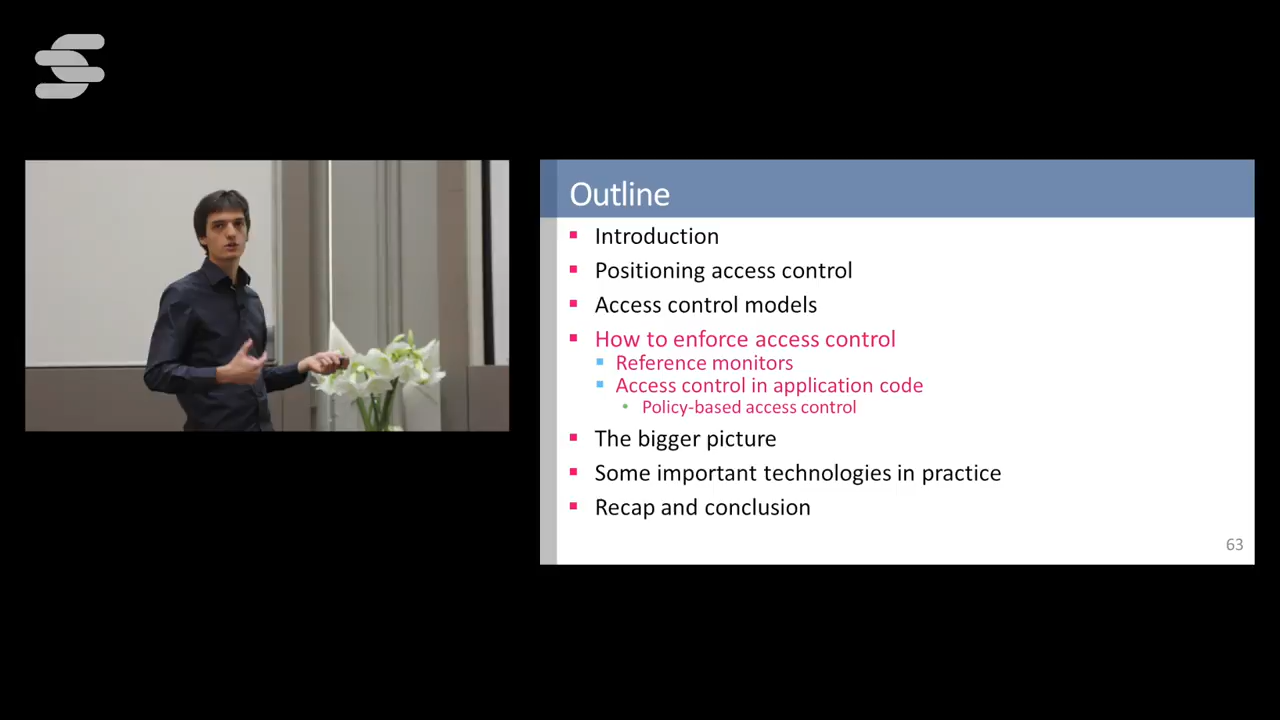 Outline
Introduction
Positioning access control
Access control models
How to enforce access control
Reference monitors
Access control in application code
Policy-based access control
The bigger picture
Some important technologies in practice
Recap and conclusion
63